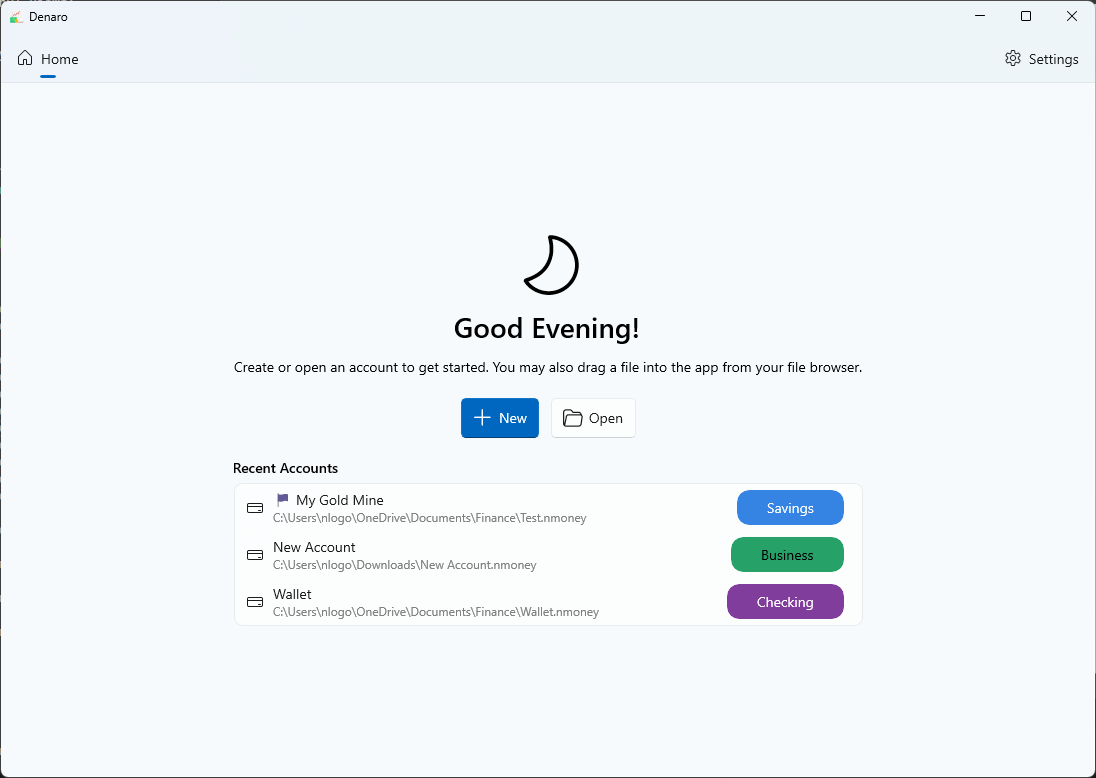 Denaro
Home
Settings
Good Evening!
Create or open an account to get started. You may also drag a file into the app from your file browser.
New
Open
Recent Accounts
My Gold Mine
C:\Users\nlogo\OneDrive\Documents\Finance\Test.nmoney
Savings
New Account
C:\Users\nlogo\Downloads\New Account.nmoney
Business
Wallet
C:\Users\nlogo\OneDrive\Documents\Finance\Wallet.nmoney
Checking